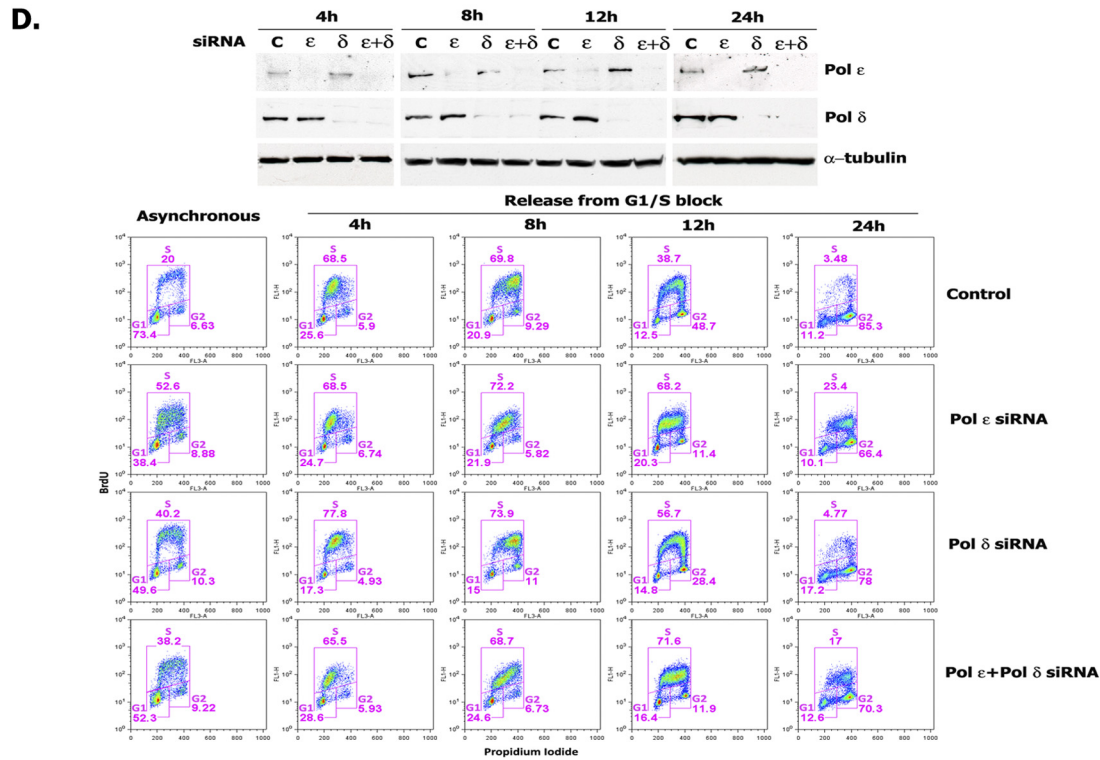 D.
4h 8h 12h 24h
siRNA C ε δ ε+δ C ε δ ε+δ C ε δ ε+δ C ε δ ε+δ
Pol ε
Pol δ
α-tubulin
Release from G1/S block
Asynchronous 4h 8h 12h 24h
S 20 G1 73.4 G2 6.63
S 68.5 G1 25.6 G2 5.9
S 69.8 G1 20.9 G2 9.29
S 38.7 G1 12.5 G2 48.7
S 3.48 G1 11.2 G2 85.3
Control
S 52.6 G1 38.4 G2 8.88
S 68.5 G1 24.7 G2 6.74
S 72.2 G1 21.9 G2 5.82
S 68.2 G1 20.3 G2 11.4
S 23.4 G1 10.1 G2 66.4
Pol ε siRNA
BrdU
S 40.2 G1 49.6 G2 10.3
S 77.8 G1 17.3 G2 4.93
S 73.9 G1 15 G2 11
S 56.7 G1 14.8 G2 28.4
S 4.77 G1 17.2 G2 78
Pol δ siRNA
S 38.2 G1 52.3 G2 9.22
S 65.5 G1 28.6 G2 5.93
S 68.7 G1 24.6 G2 6.73
S 71.6 G1 16.4 G2 11.9
S 17 G1 12.6 G2 70.3
Pol ε+Pol δ siRNA
0 200 400 600 800 1000
Propidium Iodide